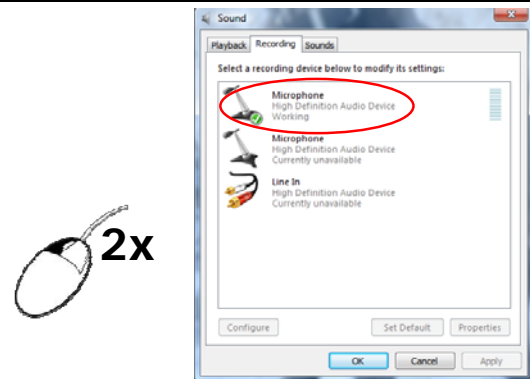 Sound
Playback Recording Sounds
Select a recording device below to modify its settings:
Microphone
High Definition Audio Device
Working
Microphone
High Definition Audio Device
Currently unavailable
Line In
High Definition Audio Device
Currently unavailable
2x
Configure Set Default Properties
OK Cancel Apply